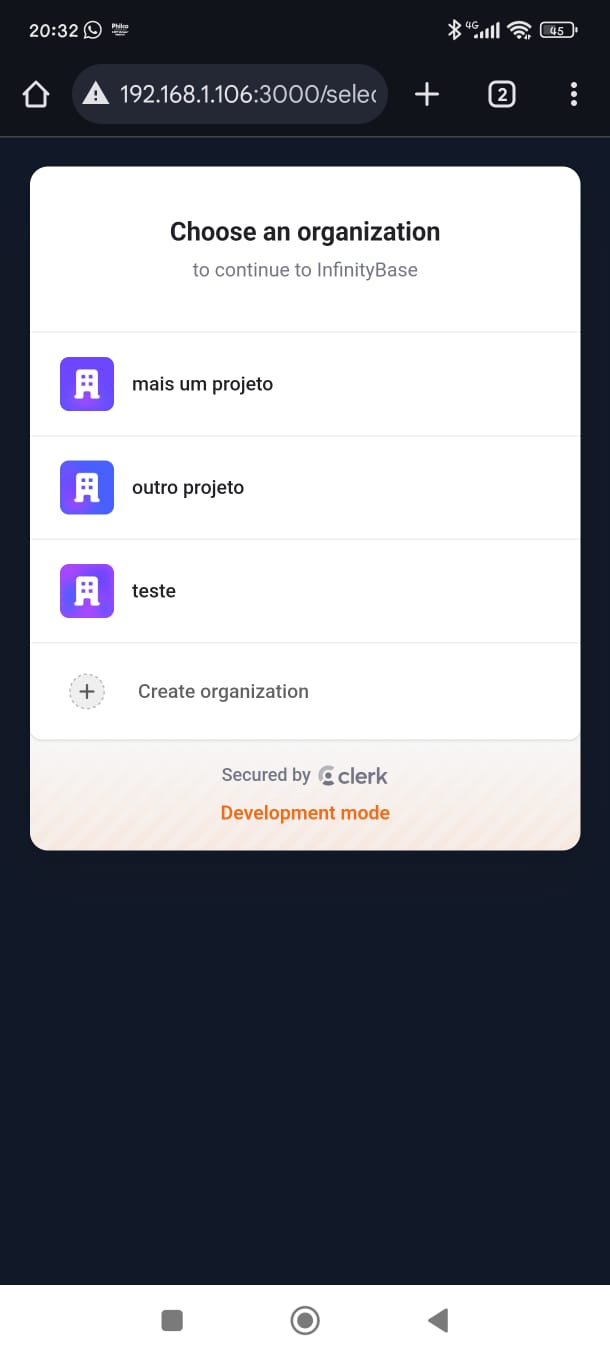 20:32
4G
45
192.168.1.106:3000/selec
2
Choose an organization
to continue to InfinityBase
mais um projeto
outro projeto
teste
Create organization
Secured by clerk
Development mode